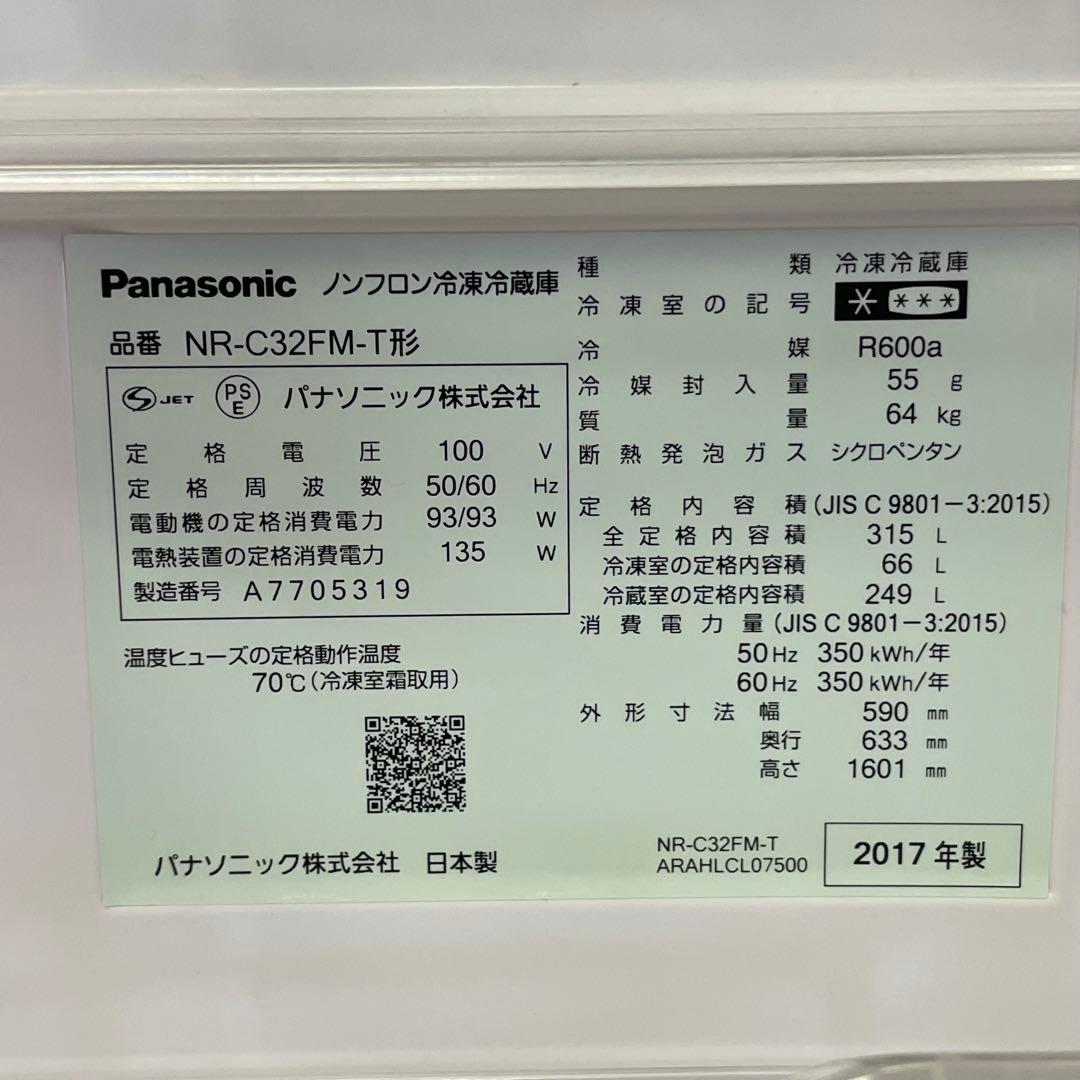 Panasonic ノンフロン冷凍冷蔵庫
品番 NR-C32FM-T形
S JET PSE パナソニック株式会社
定格電圧 100 V
定格周波数 50/60 Hz
電動機の定格消費電力 93/93 W
電熱装置の定格消費電力 135 W
製造番号 A7705319
温度ヒューズの定格動作温度
70℃(冷凍室霜取用)
パナソニック株式会社 日本製
種類 冷凍冷蔵庫
冷凍室の記号 * ***
冷媒 R600a
冷媒封入量 55 g
質量 64 kg
断熱発泡ガス シクロペンタン
定格内容積(JIS C 9801-3:2015)
全定格内容積 315 L
冷凍室の定格内容積 66 L
冷蔵室の定格内容積 249 L
消費電力量(JIS C 9801-3:2015)
50Hz 350kWh/年
60Hz 350kWh/年
外形寸法幅 590 mm
奥行 633 mm
高さ 1601 mm
NR-C32FM-T
ARAHLCL07500
2017年製